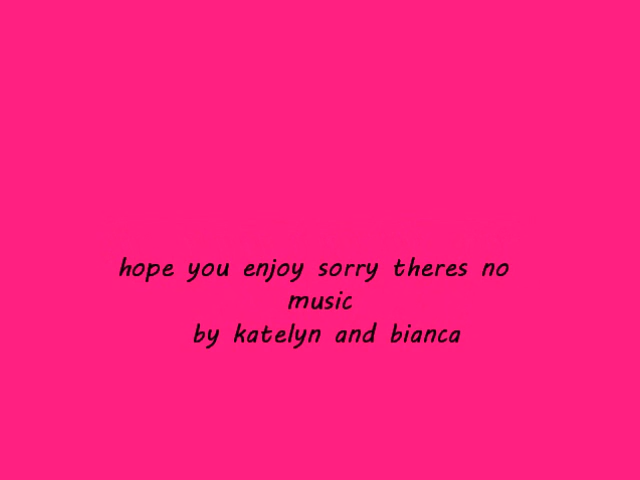 hope you enjoy sorry theres no
music
by katelyn and bianca